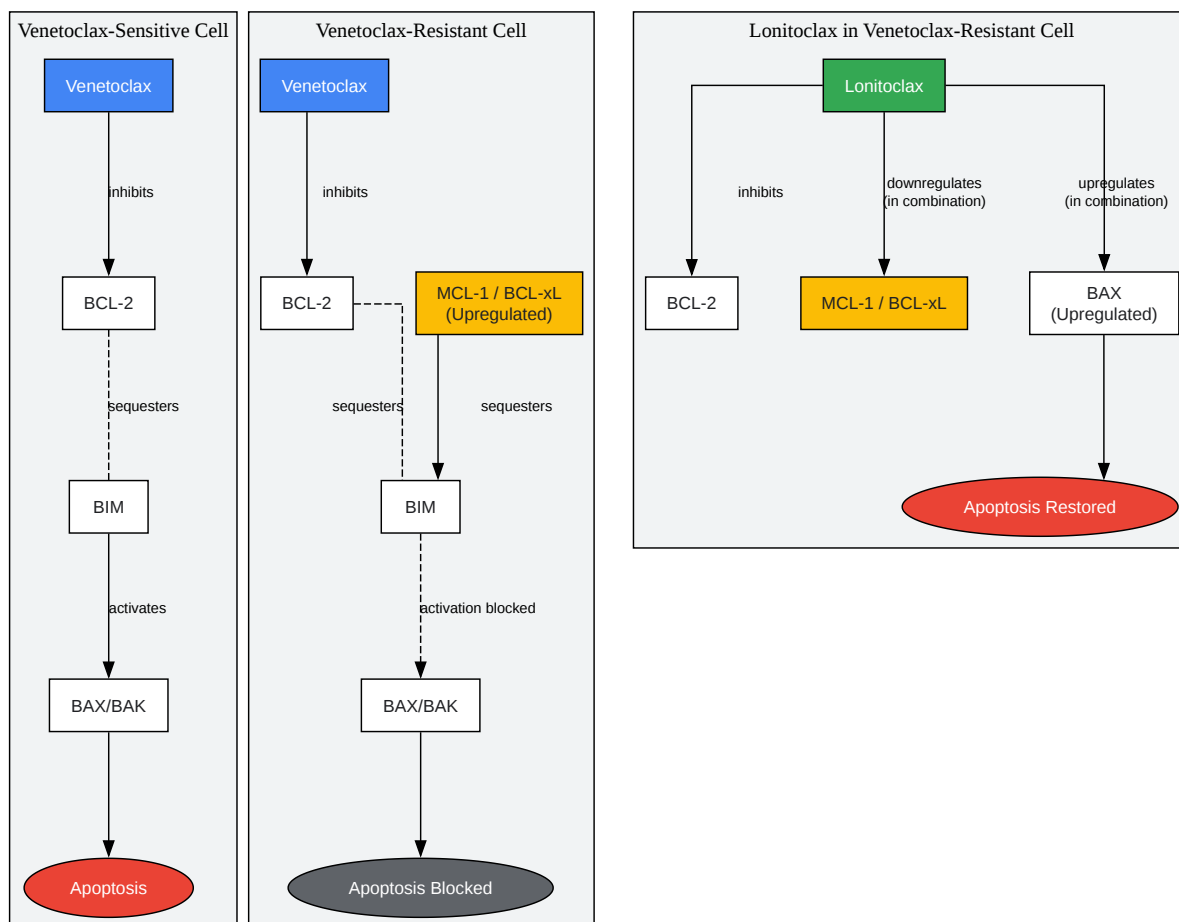 Venetoclax-Sensitive Cell
Venetoclax
inhibits
BCL-2
sequesters
BIM
activates
BAX/BAK
Apoptosis
Venetoclax-Resistant Cell
Venetoclax
inhibits
BCL-2
MCL-1 / BCL-xL
(Upregulated)
sequesters
sequesters
BIM
activation blocked
BAX/BAK
Apoptosis Blocked
Lonitoclax in Venetoclax-Resistant Cell
Lonitoclax
inhibits
downregulates
(in combination)
upregulates
(in combination)
BCL-2
MCL-1 / BCL-xL
BAX
(Upregulated)
Apoptosis Restored